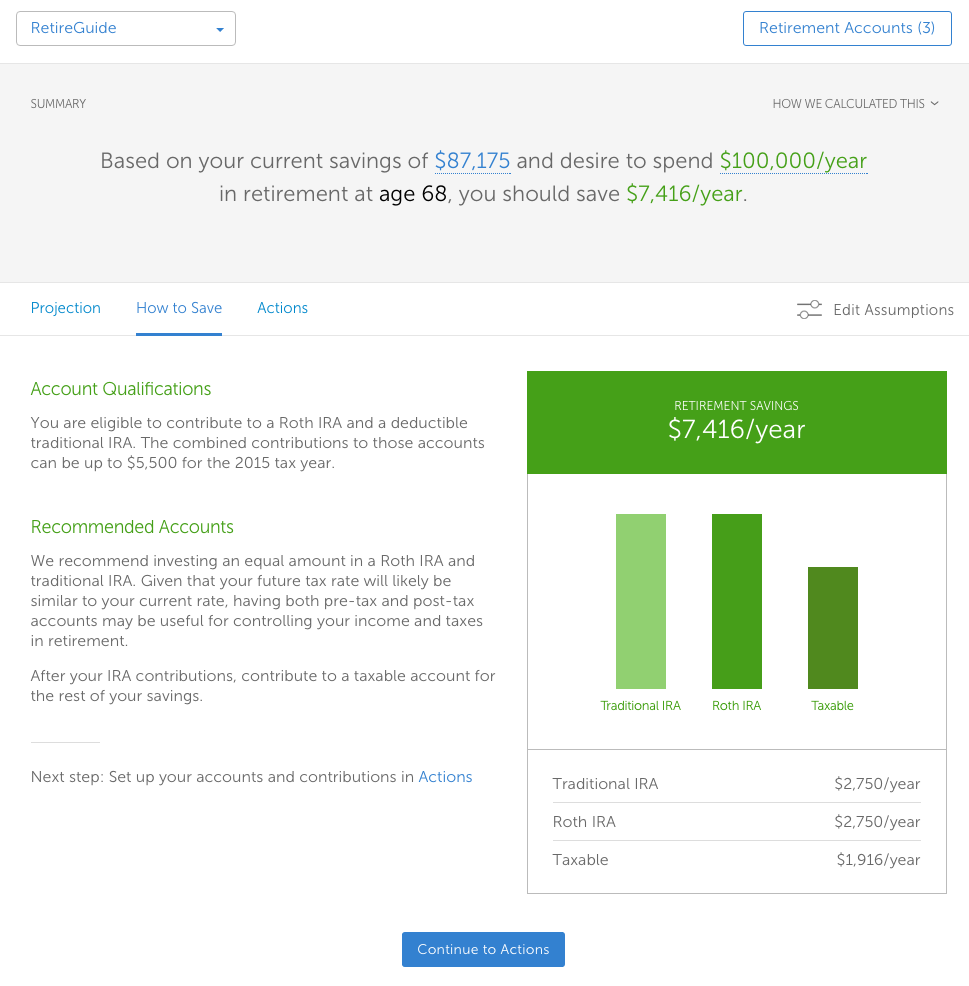 RetireGuide
Retirement Accounts (3)
SUMMARY
HOW WE CALCULATED THIS
Based on your current savings of $87,175 and desire to spend $100,000/year
in retirement at age 68, you should save $7,416/year.
Projection
How to Save
Actions
Edit Assumptions
Account Qualifications
You are eligible to contribute to a Roth IRA and a deductible
traditional IRA. The combined contributions to those accounts
can be up to $5,500 for the 2015 tax year.
Recommended Accounts
We recommend investing an equal amount in a Roth IRA and
traditional IRA. Given that your future tax rate will likely be
similar to your current rate, having both pre-tax and post-tax
accounts may be useful for controlling your income and taxes
in retirement.
After your IRA contributions, contribute to a taxable account for
the rest of your savings.
Next step: Set up your accounts and contributions in Actions
RETIREMENT SAVINGS
$7,416/year
Traditional IRA
Roth IRA
Taxable
Traditional IRA $2,750/year
Roth IRA $2,750/year
Taxable $1,916/year
Continue to Actions